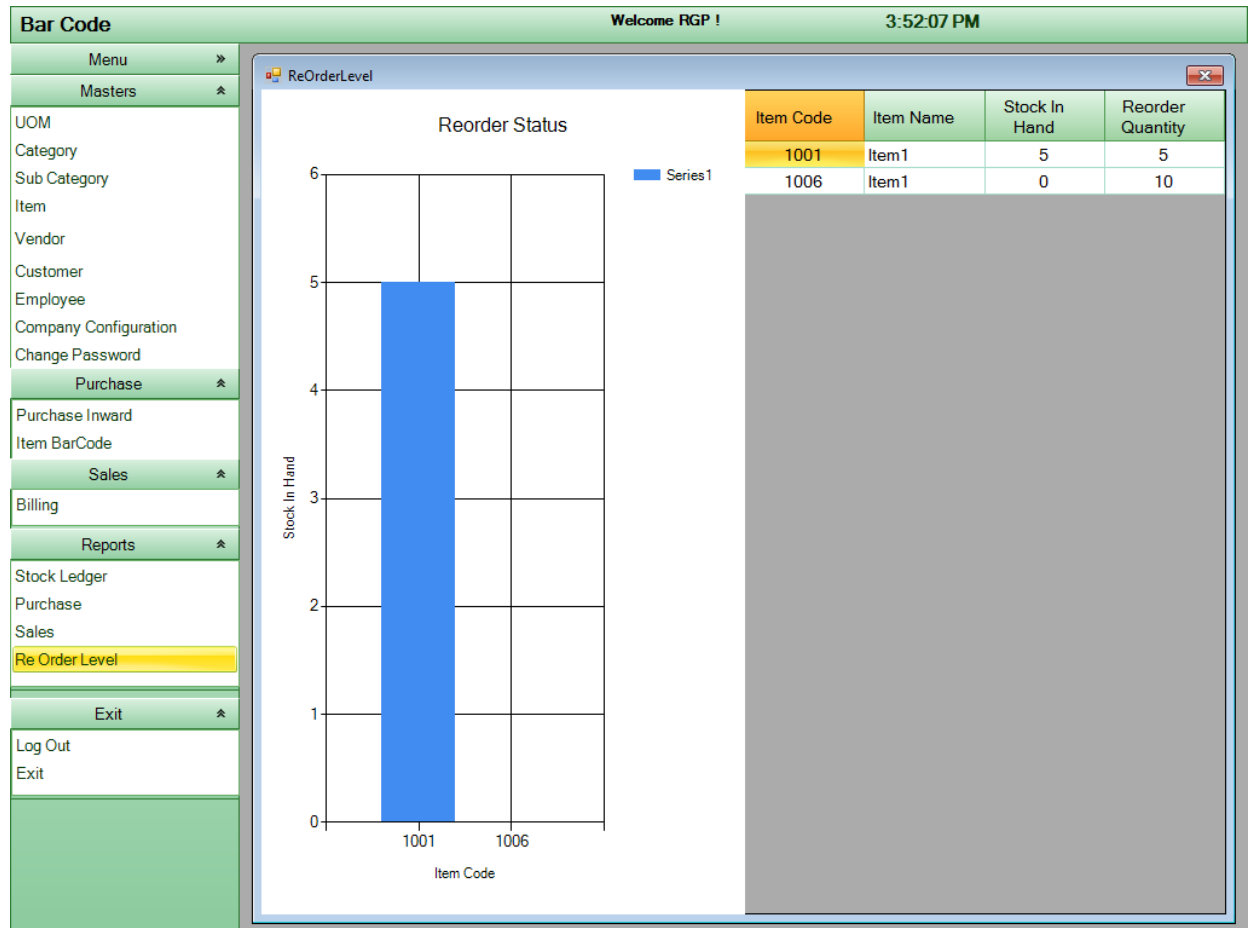 Bar Code
Welcome RGP !
3:52:07 PM
Menu
Masters
UOM
Category
Sub Category
Item
Vendor
Customer
Employee
Company Configuration
Change Password
Purchase
Purchase Inward
Item BarCode
Sales
Billing
Reports
Stock Ledger
Purchase
Sales
Re Order Level
Exit
Log Out
Exit
ReOrderLevel
Reorder Status
Series1
6
5
4
3
2
1
0
Stock In Hand
1001 1006
Item Code
Item Code Item Name Stock In Hand Reorder Quantity
1001 Item1 5 5
1006 Item1 0 10